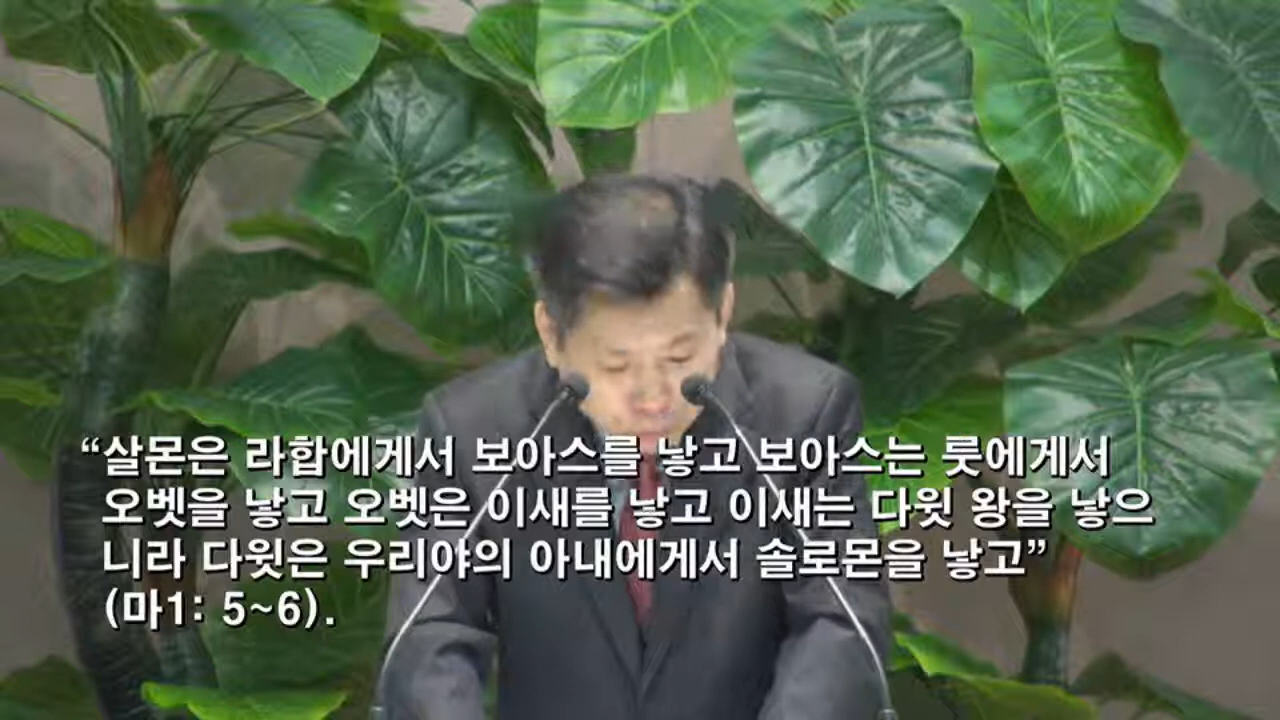 “살몬은 라합에게서 보아스를 낳고 보아스는 룻에게서
오벳을 낳고 오벳은 이새를 낳고 이새는 다윗 왕을 낳으
니라 다윗은 우리야의 아내에게서 솔로몬을 낳고”
(마1: 5~6).